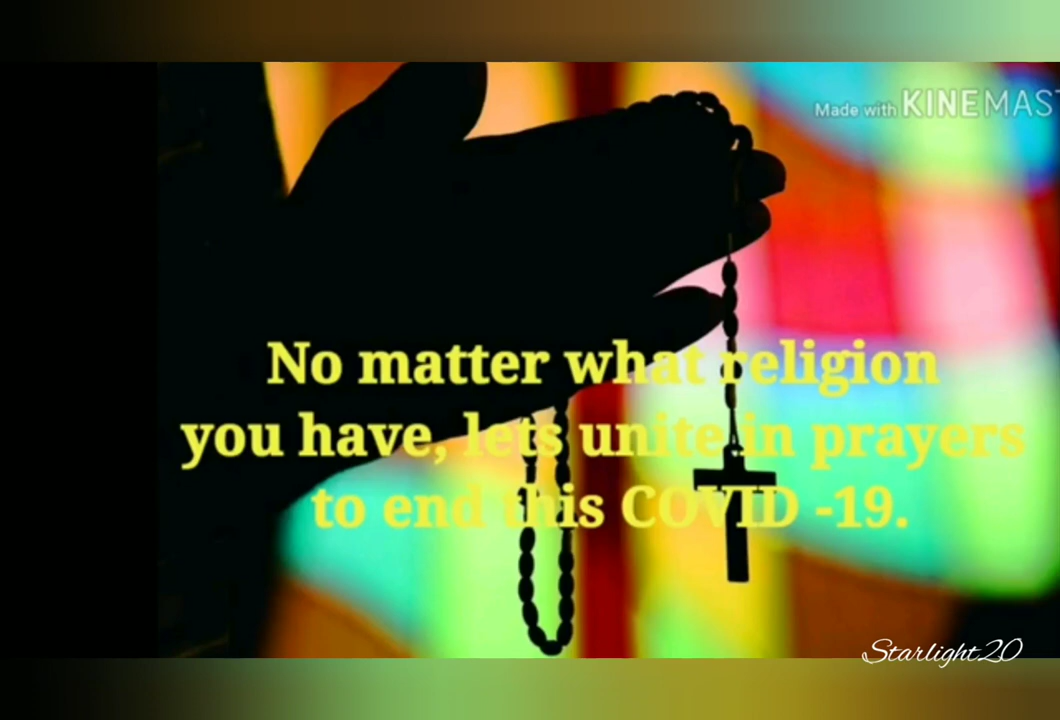 Made with KINEMAST
No matter what religion
you have, lets unite in prayers
to end this COVID -19.
Starlight20